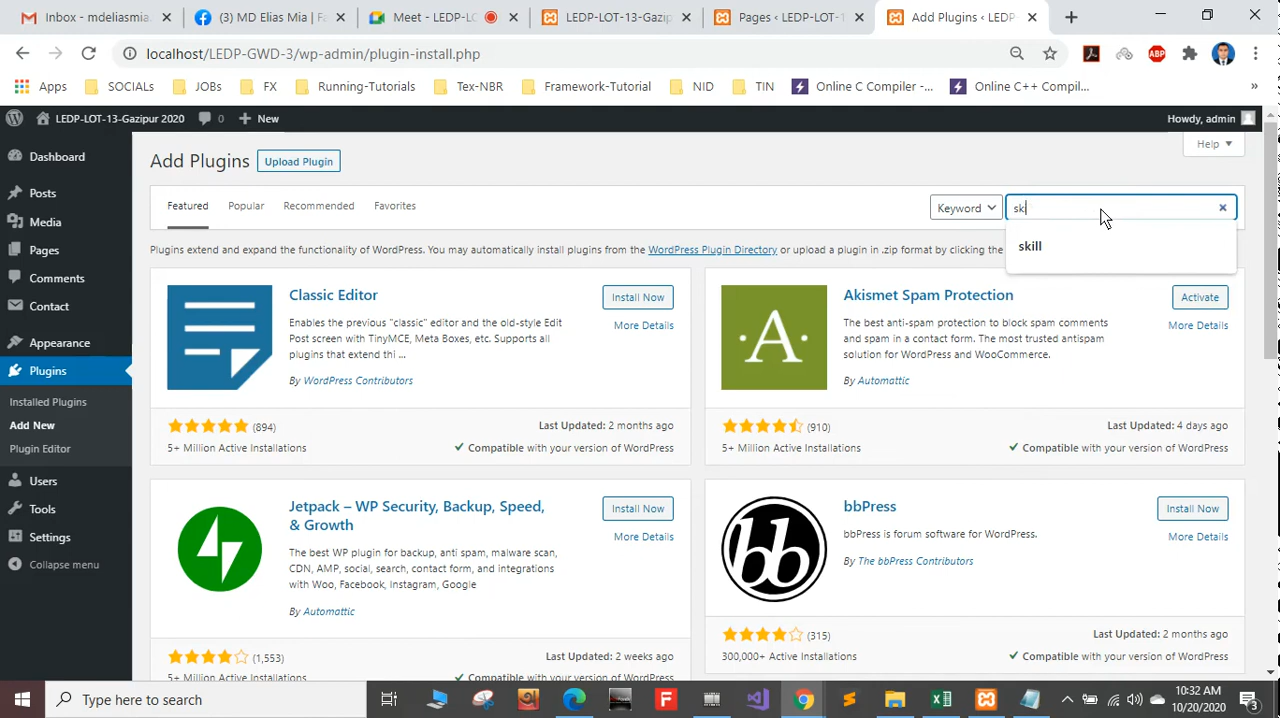 Inbox - mdeliasmia.
(3) MD Elias Mia | Fa
Meet - LEDP-LO
LEDP-LOT-13-Gazip
Pages ‹ LEDP-LOT-1
Add Plugins ‹ LEDP
localhost/LEDP-GWD-3/wp-admin/plugin-install.php
ABP
Apps
SOCIALs
JOBs
FX
Running-Tutorials
Tex-NBR
Framework-Tutorial
NID
TIN
Online C Compiler -...
Online C++ Compil...
»
LEDP-LOT-13-Gazipur 2020
0
New
Howdy, admin
Dashboard
Posts
Media
Pages
Comments
Contact
Appearance
Plugins
Installed Plugins
Add New
Plugin Editor
Users
Tools
Settings
Collapse menu
Add Plugins
Upload Plugin
Help
Featured
Popular
Recommended
Favorites
Keyword
ski
skill
Plugins extend and expand the functionality of WordPress. You may automatically install plugins from the WordPress Plugin Directory or upload a plugin in .zip format by clicking the
Classic Editor
Install Now
More Details
Enables the previous "classic" editor and the old-style Edit
Post screen with TinyMCE, Meta Boxes, etc. Supports all
plugins that extend thi ...
By WordPress Contributors
(894)
Last Updated: 2 months ago
5+ Million Active Installations
Compatible with your version of WordPress
A
Akismet Spam Protection
Activate
More Details
The best anti-spam protection to block spam comments
and spam in a contact form. The most trusted antispam
solution for WordPress and WooCommerce.
By Automattic
(910)
Last Updated: 4 days ago
5+ Million Active Installations
Compatible with your version of WordPress
Jetpack – WP Security, Backup, Speed,
& Growth
Install Now
More Details
The best WP plugin for backup, anti spam, malware scan,
CDN, AMP, social, search, contact form, and integrations
with Woo, Facebook, Instagram, Google
By Automattic
(1,553)
Last Updated: 2 weeks ago
5+ Million Active Installations
Compatible with your version of WordPress
bb
bbPress
Install Now
More Details
bbPress is forum software for WordPress.
By The bbPress Contributors
(315)
Last Updated: 2 months ago
300,000+ Active Installations
Compatible with your version of WordPress
Type here to search
10:32 AM
10/20/2020
3